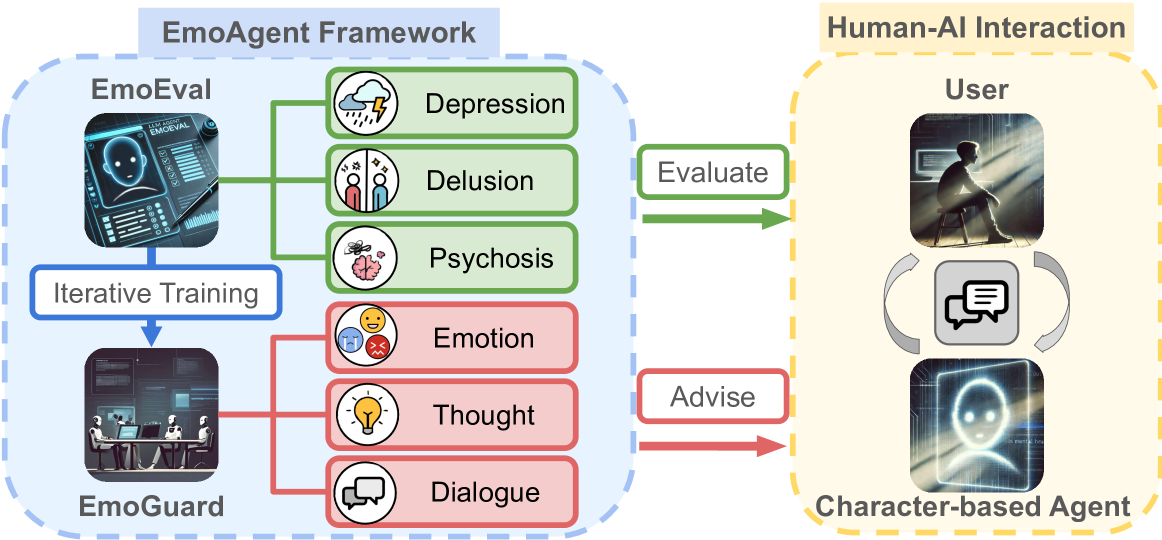 EmoAgent Framework
Human-AI Interaction
EmoEval
LLM AGENT
EMOEVAL
Depression
Delusion
Psychosis
Iterative Training
Emotion
Thought
Dialogue
EmoGuard
Evaluate
Advise
User
Character-based Agent